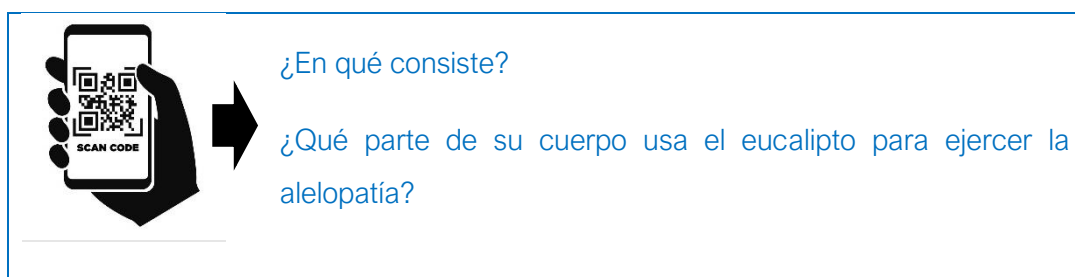 ¿En qué consiste?
SCAN CODE
¿Qué parte de su cuerpo usa el eucalipto para ejercer la
alelopatía?